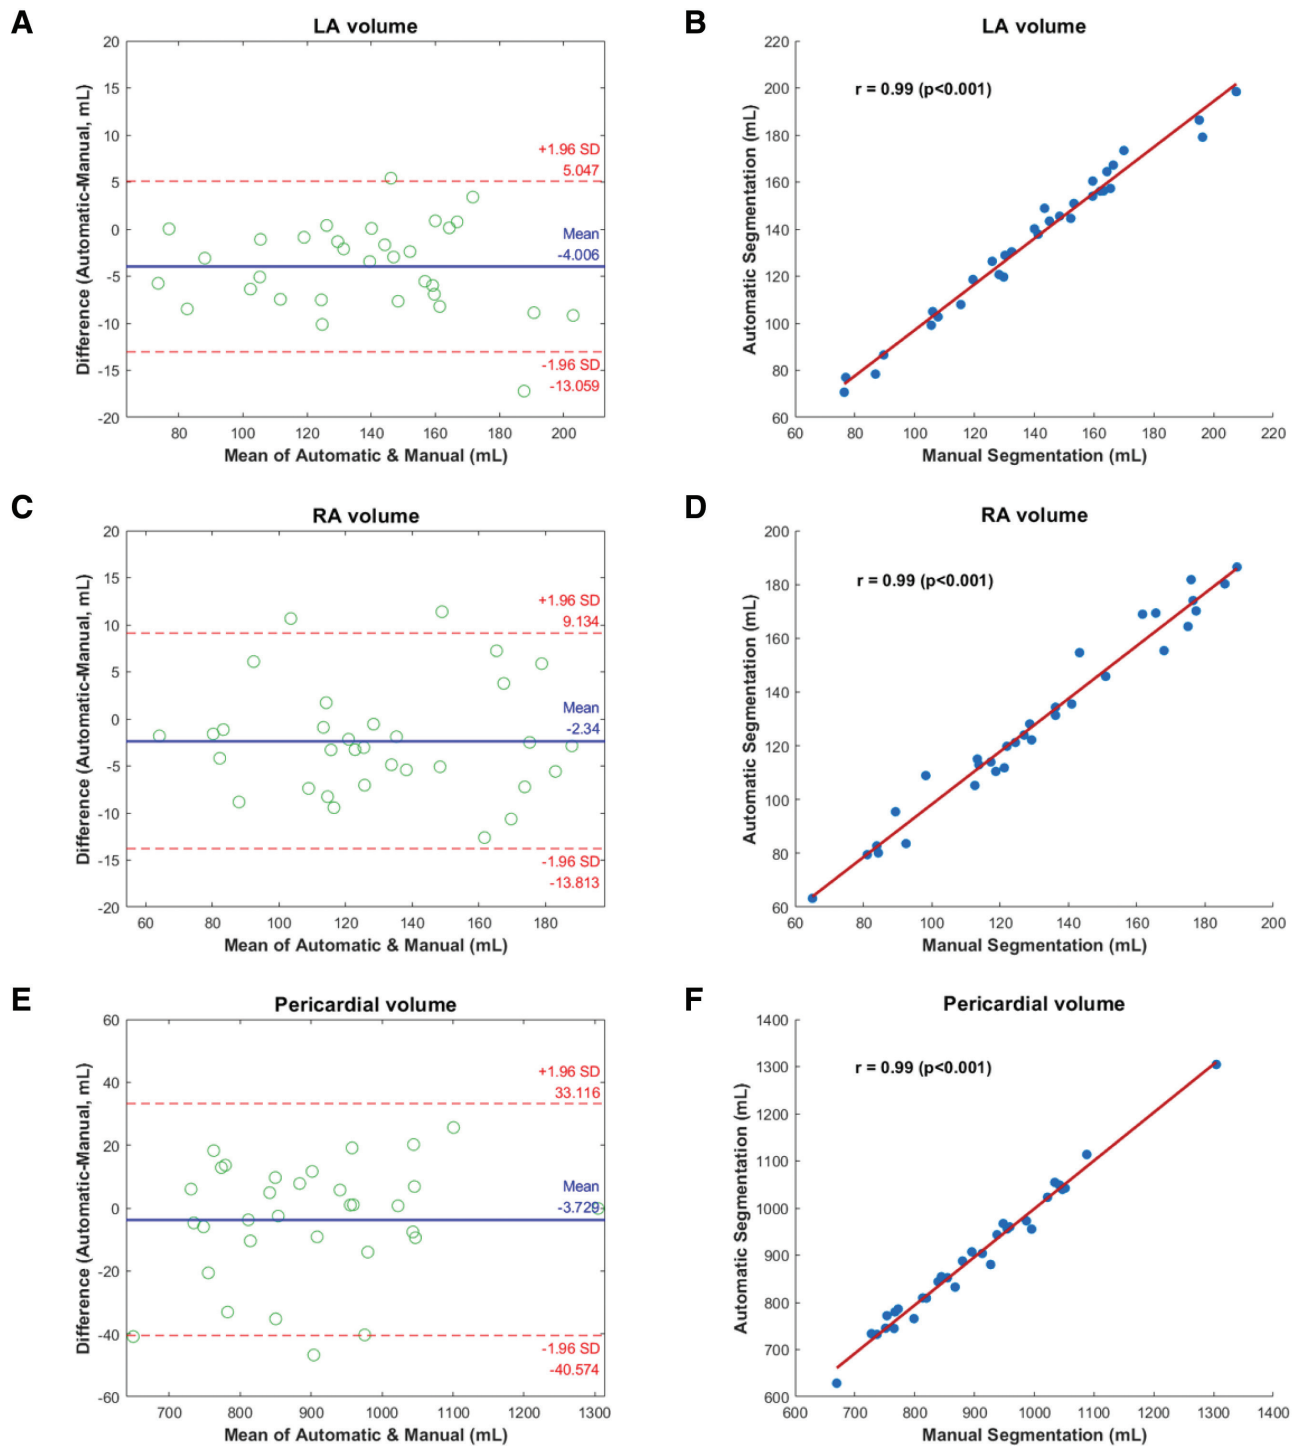 A
LA volume
20
15
10
5
0
-5
-10
-15
-20
Difference (Automatic-Manual, mL)
+1.96 SD
5.047
Mean
-4.006
-1.96 SD
-13.059
80 100 120 140 160 180 200
Mean of Automatic & Manual (mL)
B
LA volume
r = 0.99 (p<0.001)
220
200
180
160
140
120
100
80
60
Automatic Segmentation (mL)
60 80 100 120 140 160 180 200 220
Manual Segmentation (mL)
C
RA volume
20
15
10
5
0
-5
-10
-15
-20
Difference (Automatic-Manual, mL)
+1.96 SD
9.134
Mean
-2.34
-1.96 SD
-13.813
60 80 100 120 140 160 180
Mean of Automatic & Manual (mL)
D
RA volume
r = 0.99 (p<0.001)
200
180
160
140
120
100
80
60
Automatic Segmentation (mL)
60 80 100 120 140 160 180 200
Manual Segmentation (mL)
E
Pericardial volume
60
40
20
0
-20
-40
-60
Difference (Automatic-Manual, mL)
+1.96 SD
33.116
Mean
-3.729
-1.96 SD
-40.574
700 800 900 1000 1100 1200 1300
Mean of Automatic & Manual (mL)
F
Pericardial volume
r = 0.99 (p<0.001)
1400
1300
1200
1100
1000
900
800
700
600
Automatic Segmentation (mL)
600 700 800 900 1000 1100 1200 1300 1400
Manual Segmentation (mL)